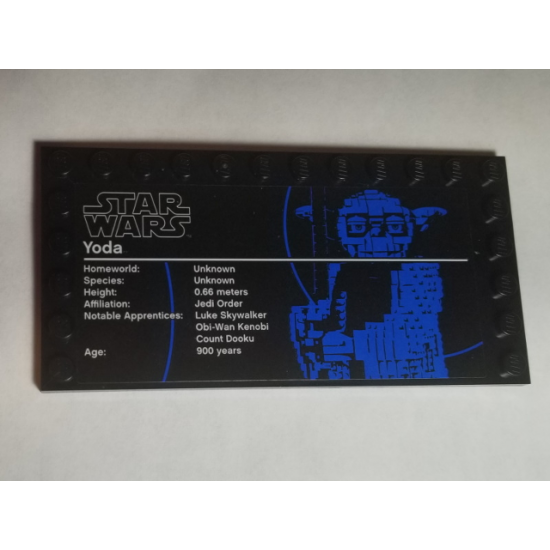 STAR
WARS
Yoda
Homeworld: Unknown
Species: Unknown
Height: 0.66 meters
Affiliation: Jedi Order
Notable Apprentices: Luke Skywalker
Obi-Wan Kenobi
Count Dooku
Age: 900 years